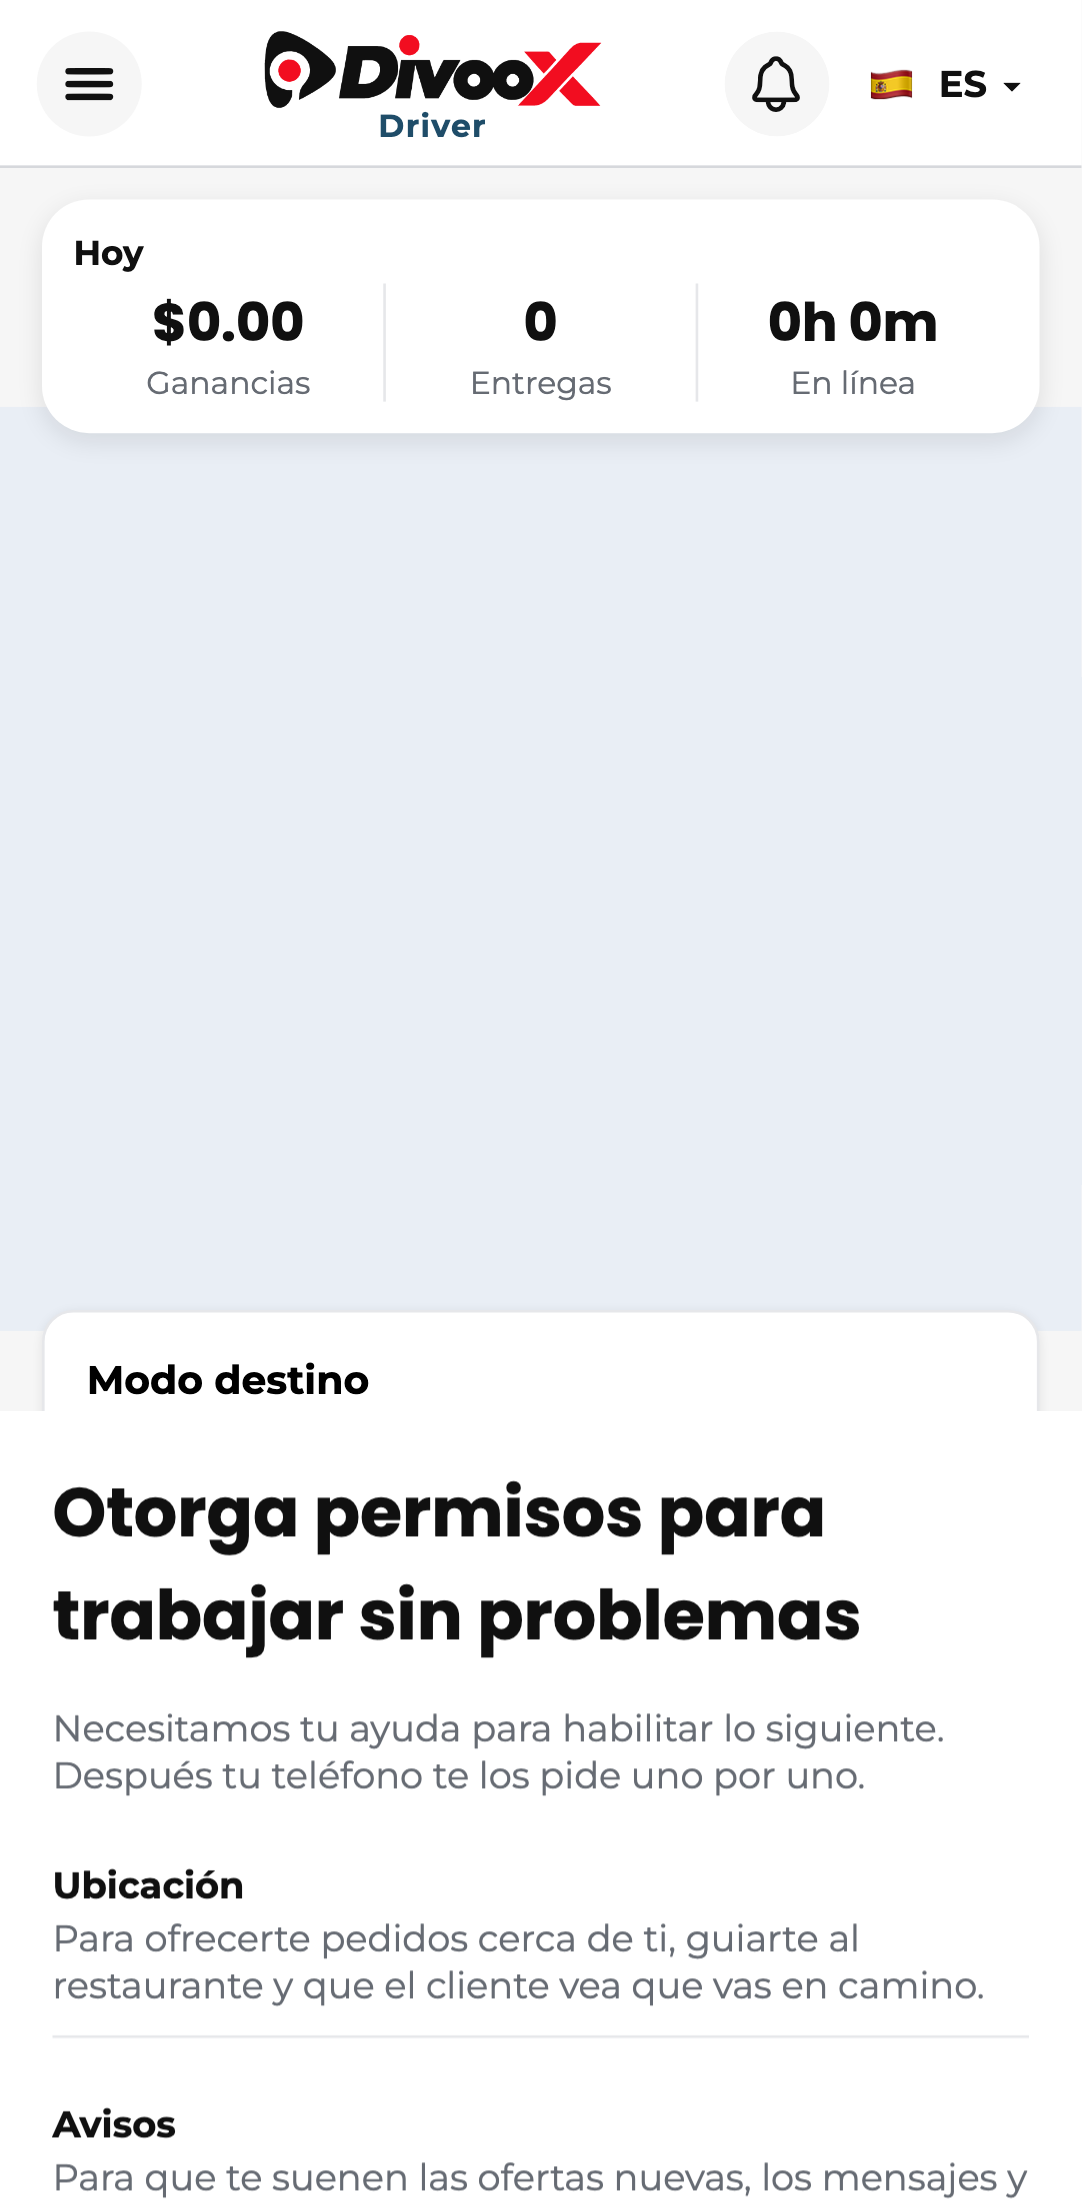 DivooX
Driver
ES
Hoy
$0.00
Ganancias
0
Entregas
0h 0m
En línea
Modo destino
Otorga permisos para
trabajar sin problemas
Necesitamos tu ayuda para habilitar lo siguiente.
Después tu teléfono te los pide uno por uno.
Ubicación
Para ofrecerte pedidos cerca de ti, guiarte al
restaurante y que el cliente vea que vas en camino.
Avisos
Para que te suenen las ofertas nuevas, los mensajes y